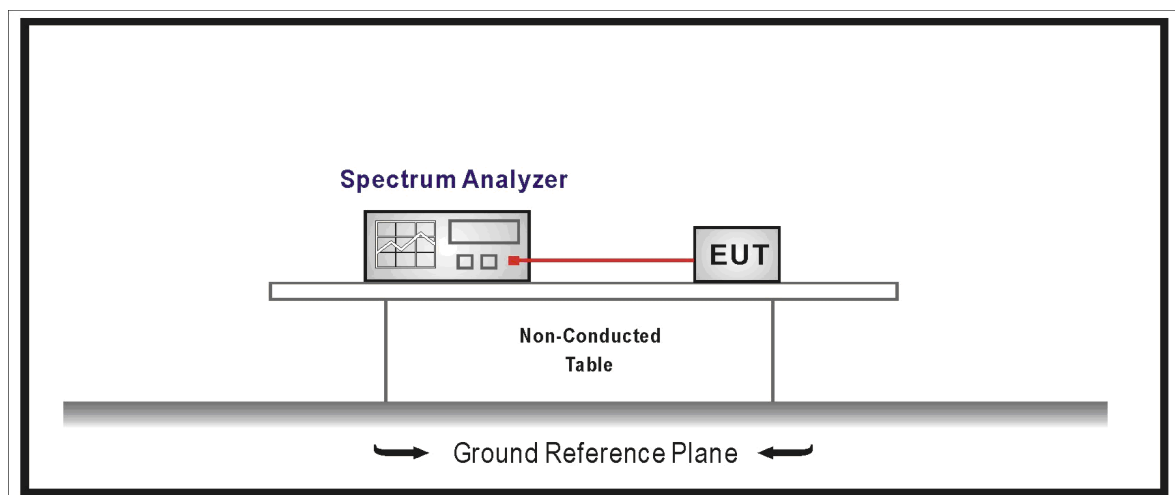 Spectrum Analyzer
EUT
Non-Conducted
Table
Ground Reference Plane